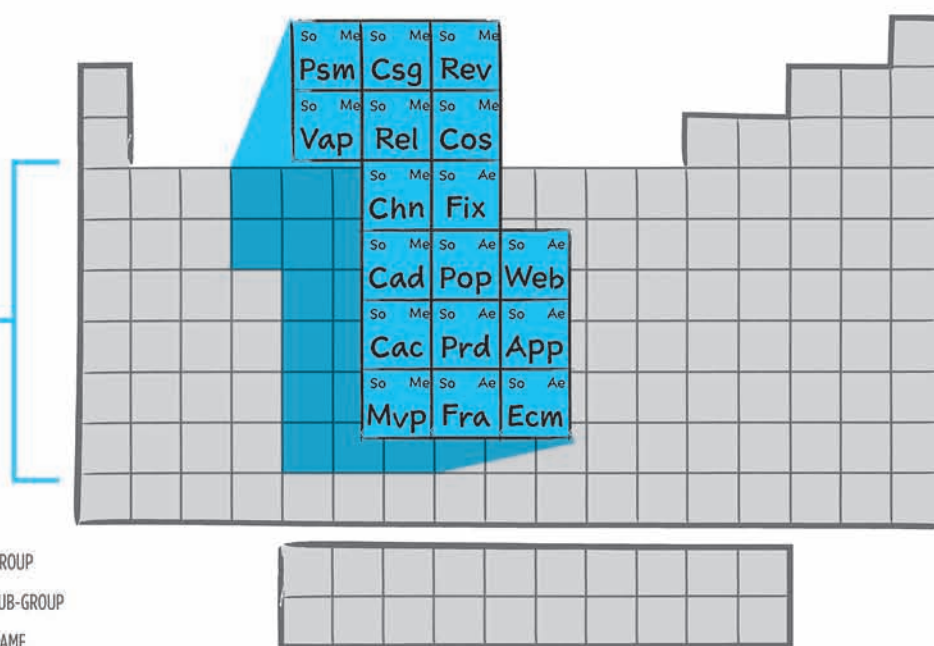 So Me So Me So Me
Psm Csg Rev
So Me So Me So Me
Vap Rel Cos
So Me So Ae
Chn Fix
So Me So Ae So Ae
Cad Pop Web
So Me So Ae So Ae
Cac Prd App
So Me So Ae So Ae
Mvp Fra Ecm
ROUP
UB-GROUP
AME